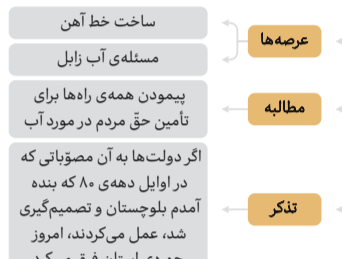 عرصه‌ها
ساخت خط آهن
مسئله‌ی آب زابل
مطالبه
پیمودن همه‌ی راه‌ها برای
تأمین حقّ مردم در مورد آب
تذکر
اگر دولت‌ها به آن مصوّباتی که
در اوایل دهه‌ی ۸۰ که بنده
آمدم بلوچستان و تصمیم‌گیری
شد، عمل می‌کردند، امروز